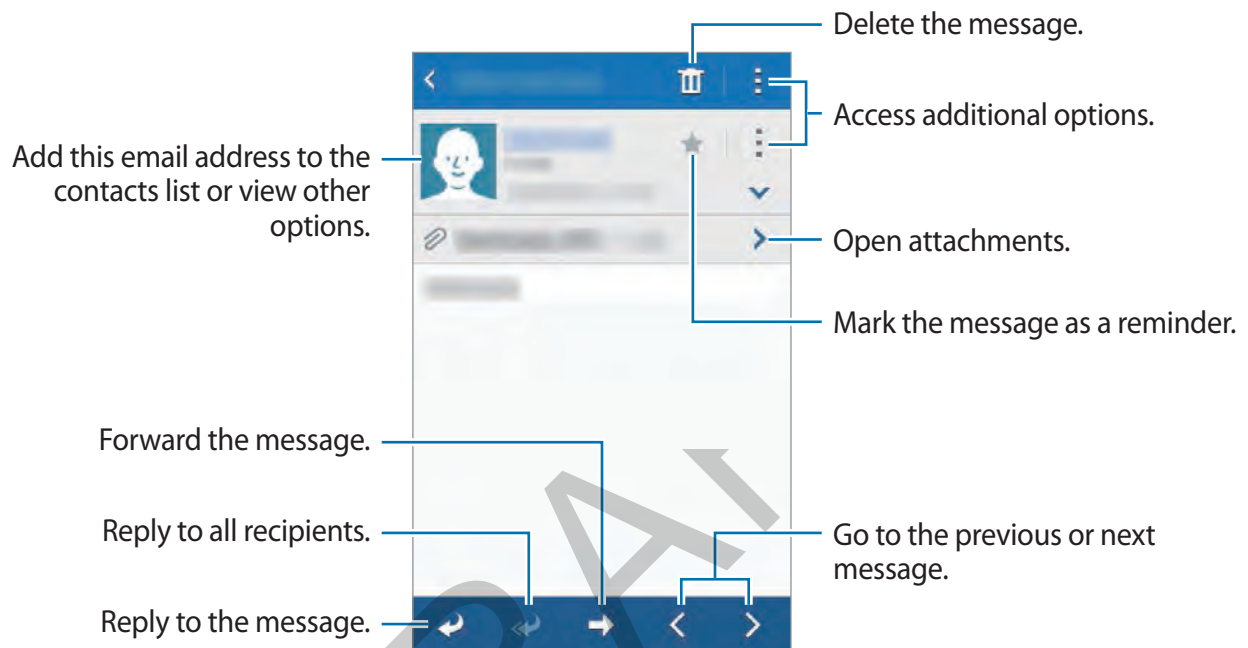 Delete the message.
Access additional options.
Add this email address to the
contacts list or view other
options.
Open attachments.
Mark the message as a reminder.
Forward the message.
Reply to all recipients.
Go to the previous or next
message.
Reply to the message.